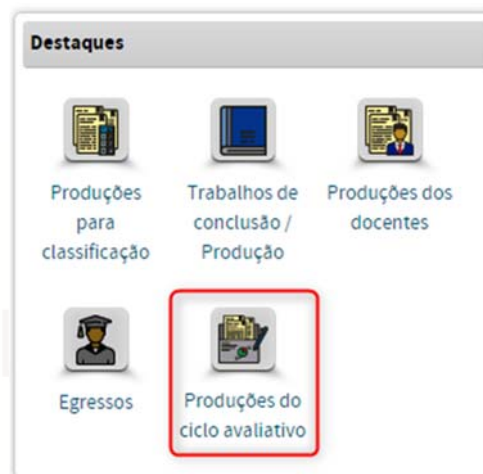 Destaques
Produções
para
classificação
Trabalhos de
conclusão /
Produção
Produções dos
docentes
Egressos
Produções do
ciclo avaliativo